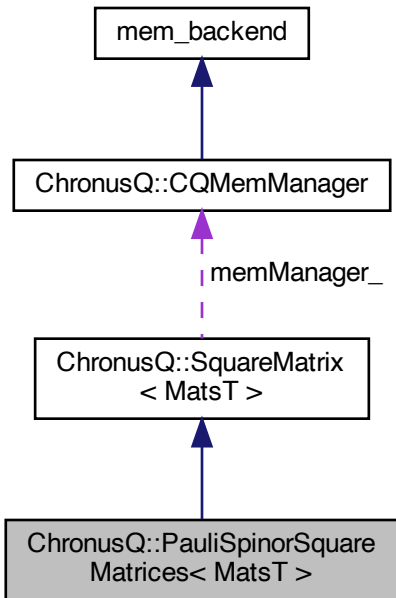 mem_backend
ChronusQ::CQMemManager
memManager_
ChronusQ::SquareMatrix
< MatsT >
ChronusQ::PauliSpinorSquare
Matrices< MatsT >